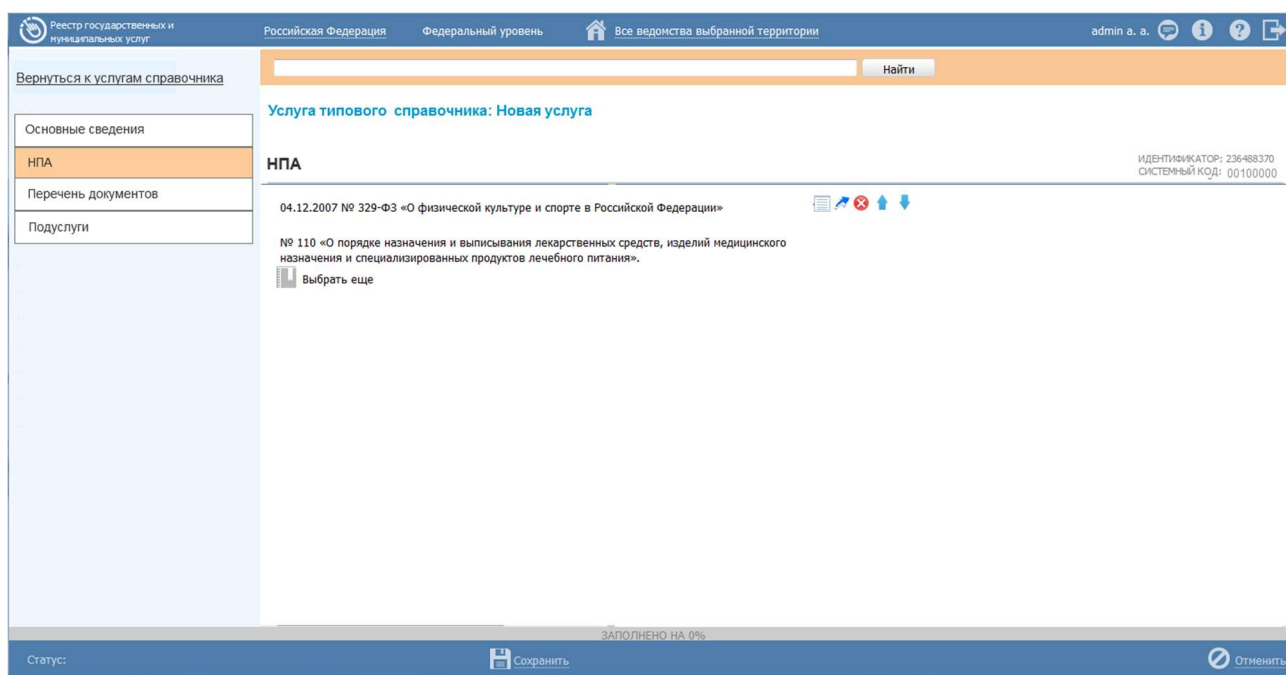 Реестр государственных и
муниципальных услуг
Российская Федерация
Федеральный уровень
Все ведомства выбранной территории
admin a. a.
Вернуться к услугам справочника
Найти
Услуга типового справочника: Новая услуга
Основные сведения
НПА
Перечень документов
Подуслуги
НПА
ИДЕНТИФИКАТОР: 236488370
СИСТЕМНЫЙ КОД: 00100000
04.12.2007 № 329-ФЗ «О физической культуре и спорте в Российской Федерации»
№ 110 «О порядке назначения и выписывания лекарственных средств, изделий медицинского
назначения и специализированных продуктов лечебного питания».
Выбрать еще
ЗАПОЛНЕНО НА 0%
Статус:
Сохранить
Отменить